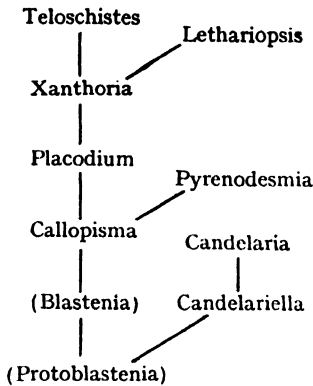 Teloschistes
Lethariopsis
Xanthoria
Placodium
Pyrenodesmia
Callopisma
Candelaria
(Blastenia)
Candelariella
(Protoblastenia)